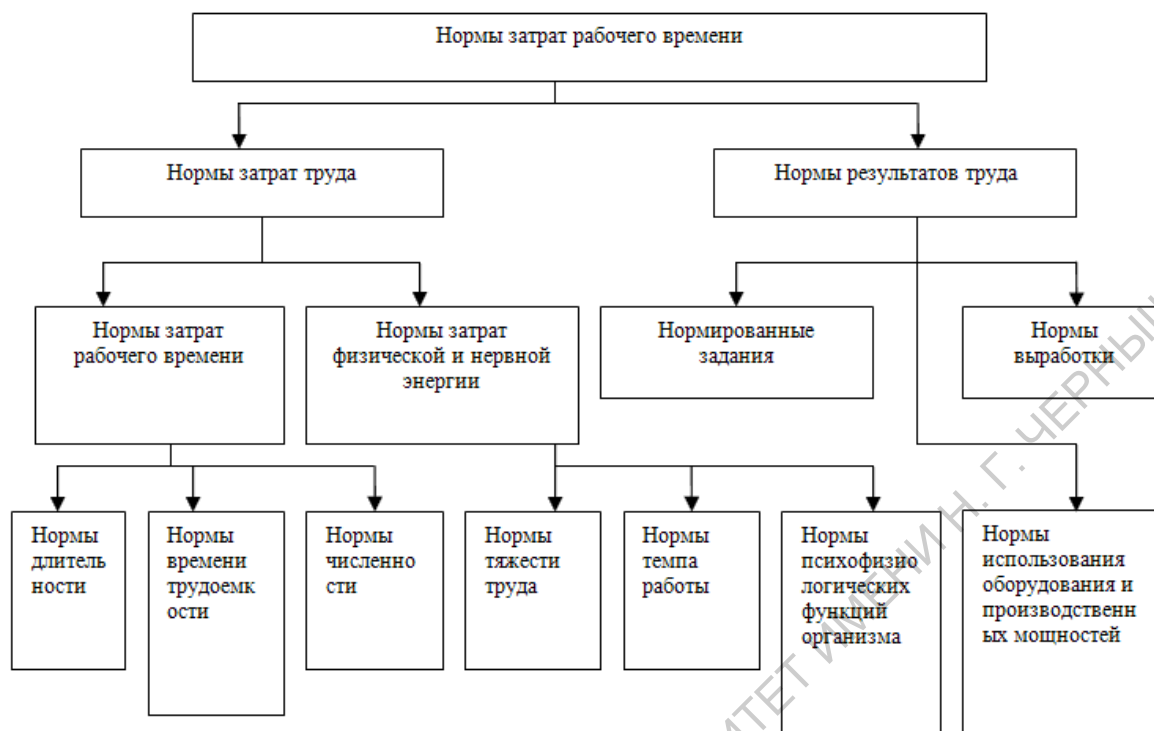 Нормы затрат рабочего времени
Нормы затрат труда
Нормы результатов труда
Нормы затрат
рабочего времени
Нормы затрат
физической и нервной
энергии
Нормированные
задания
Нормы
выработки
Нормы
длитель
ности
Нормы
времени
трудоемк
ости
Нормы
численно
сти
Нормы
тяжести
труда
Нормы
темпа
работы
Нормы
психофизио
логических
функций
организма
Нормы
использования
оборудования и
производственн
ых мощностей
ИМЕНИ Н. Г.